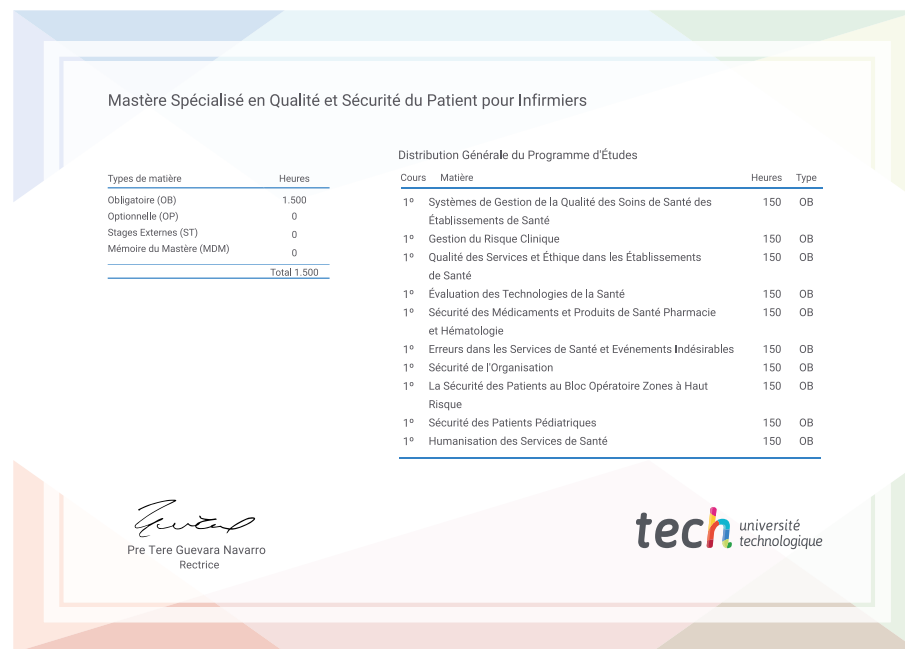 Mastère Spécialisé en Qualité et Sécurité du Patient pour Infirmiers
Types de matière Heures
Obligatoire (OB) 1.500
Optionnelle (OP) 0
Stages Externes (ST) 0
Mémoire du Mastère (MDM) 0
Total 1.500
Distribution Générale du Programme d'Études
Cours Matière Heures Type
1º Systèmes de Gestion de la Qualité des Soins de Santé des 150 OB
Établissements de Santé
1º Gestion du Risque Clinique 150 OB
1º Qualité des Services et Éthique dans les Établissements 150 OB
de Santé
1º Évaluation des Technologies de la Santé 150 OB
1º Sécurité des Médicaments et Produits de Santé Pharmacie 150 OB
et Hématologie
1º Erreurs dans les Services de Santé et Evénements Indésirables 150 OB
1º Sécurité de l'Organisation 150 OB
1º La Sécurité des Patients au Bloc Opératoire Zones à Haut 150 OB
Risque
1º Sécurité des Patients Pédiatriques 150 OB
1º Humanisation des Services de Santé 150 OB
Pre Tere Guevara Navarro
Rectrice
tech université
technologique